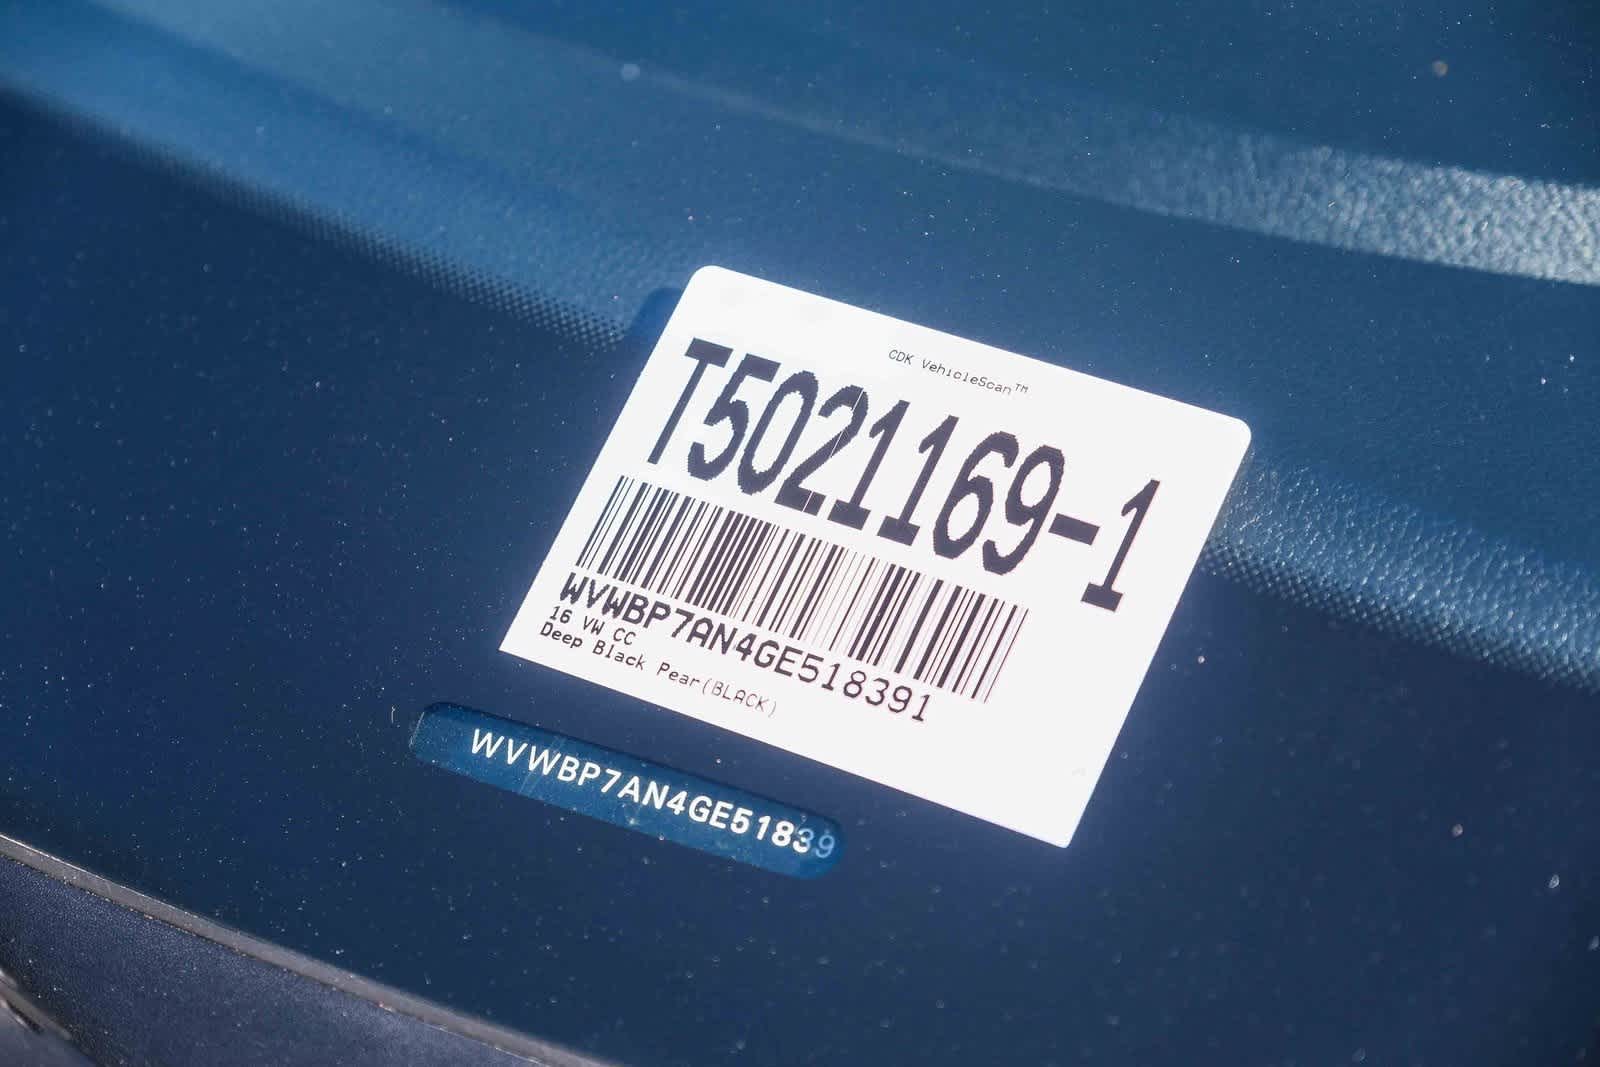 CDK VehicleScan™
T5021169-1
WVWBP7AN4GE518391
16 VW CC
Deep Black Pear(BLACK)
WVWBP7AN4GE51839